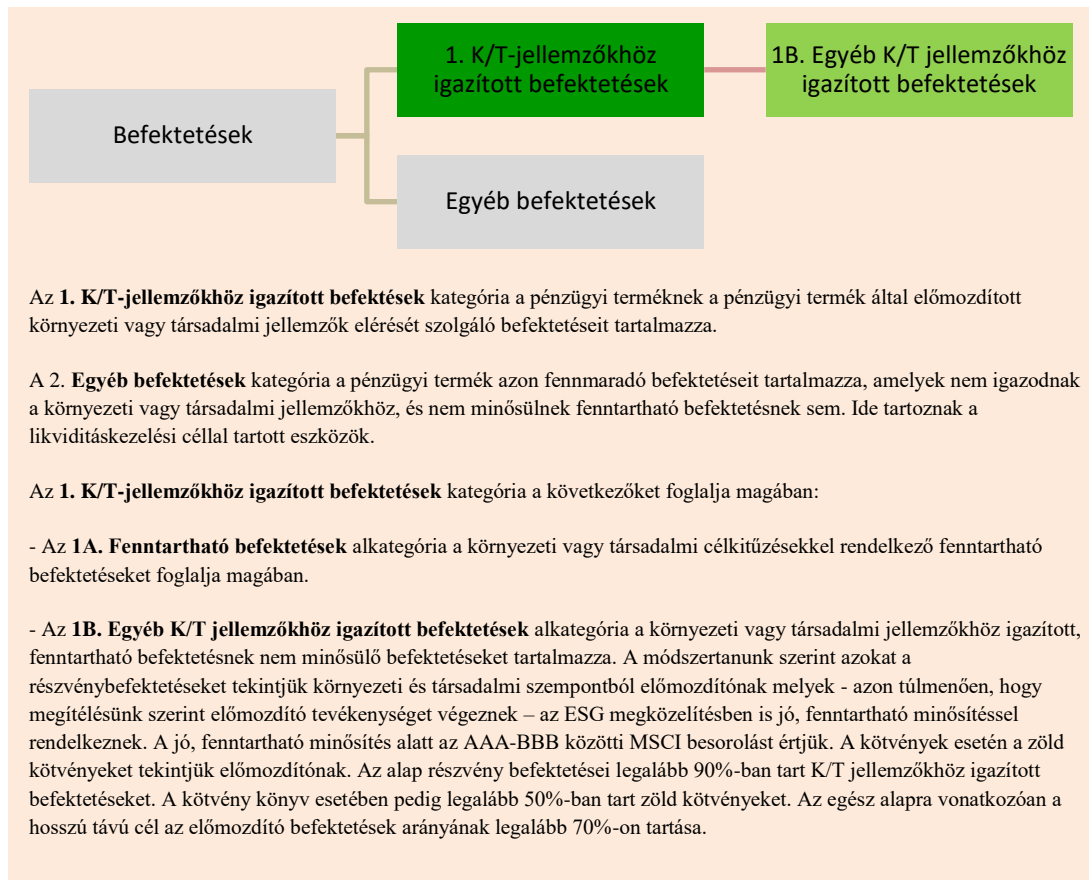 1. K/T-jellemzőkhöz
igazított befektetések
1B. Egyéb K/T jellemzőkhöz
igazított befektetések
Befektetések
Egyéb befektetések
Az 1. K/T-jellemzőkhöz igazított befektések kategória a pénzügyi terméknek a pénzügyi termék által előmozdított
környezeti vagy társadalmi jellemzők elérését szolgáló befektetéseit tartalmazza.
A 2. Egyéb befektetések kategória a pénzügyi termék azon fennmaradó befektetéseit tartalmazza, amelyek nem igazodnak
a környezeti vagy társadalmi jellemzőkhöz, és nem minősülnek fenntartható befektetésnek sem. Ide tartoznak a
likviditáskezelési céllal tartott eszközök.
Az 1. K/T-jellemzőkhöz igazított befektetések kategória a következőket foglalja magában:
- Az 1A. Fenntartható befektetések alkategória a környezeti vagy társadalmi célkitűzésekkel rendelkező fenntartható
befektetéseket foglalja magában.
- Az 1B. Egyéb K/T jellemzőkhöz igazított befektetések alkategória a környezeti vagy társadalmi jellemzőkhöz igazított,
fenntartható befektetésnek nem minősülő befektetéseket tartalmazza. A módszertanunk szerint azokat a
részvénybefektetéseket tekintjük környezeti és társadalmi szempontból előmozdítónak melyek - azon túlmenően, hogy
megítélésünk szerint előmozdító tevékenységet végeznek – az ESG megközelítésben is jó, fenntartható minősítéssel
rendelkeznek. A jó, fenntartható minősítés alatt az AAA-BBB közötti MSCI besorolást értjük. A kötvények esetén a zöld
kötvényeket tekintjük előmozdítónak. Az alap részvény befektetései legalább 90%-ban tart K/T jellemzőkhöz igazított
befektetéseket. A kötvény könyv esetében pedig legalább 50%-ban tart zöld kötvényeket. Az egész alapra vonatkozóan a
hosszú távú cél az előmozdító befektetések arányának legalább 70%-on tartása.